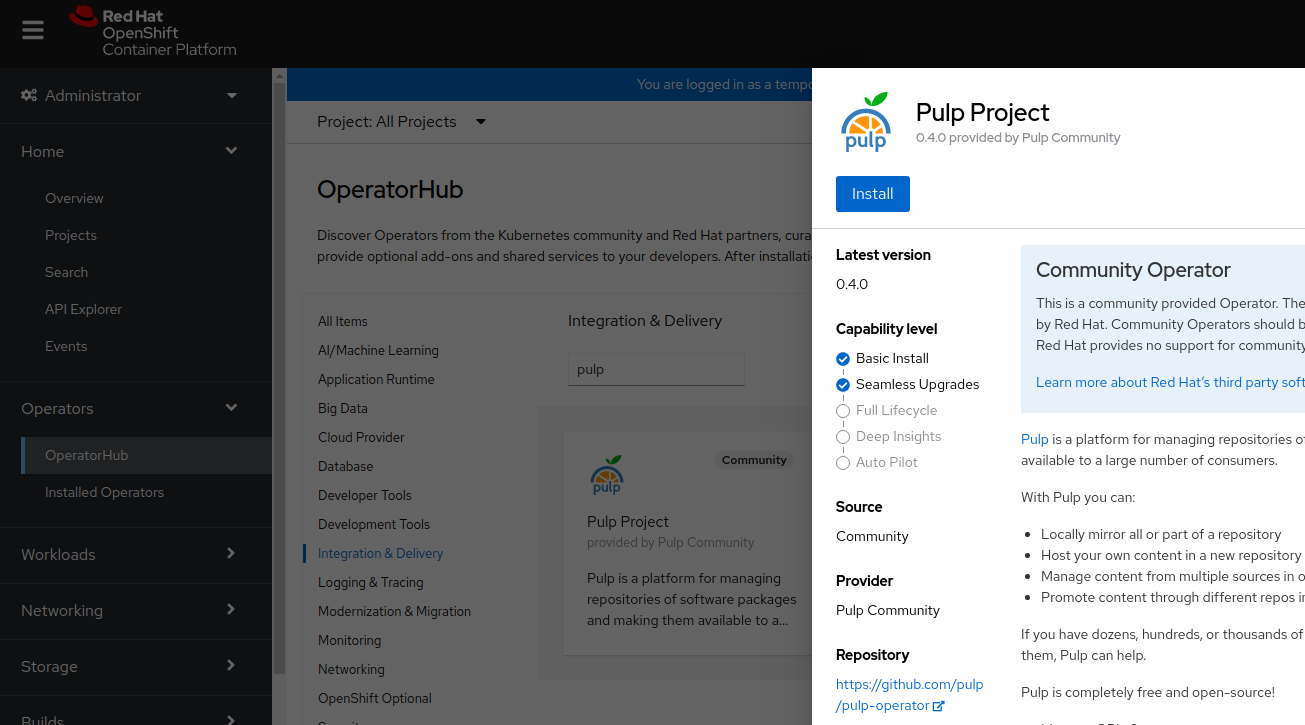 Red Hat
OpenShift
Container Platform
Administrator
Home
Overview
Projects
Search
API Explorer
Events
Operators
OperatorHub
Installed Operators
Workloads
Networking
Storage
Builds
You are logged in as a tempo
Project: All Projects
OperatorHub
Discover Operators from the Kubernetes community and Red Hat partners, cura
provide optional add-ons and shared services to your developers. After installati
All Items
AI/Machine Learning
Application Runtime
Big Data
Cloud Provider
Database
Developer Tools
Development Tools
Integration & Delivery
Logging & Tracing
Modernization & Migration
Monitoring
Networking
OpenShift Optional
Integration & Delivery
pulp
pulp
Community
Pulp Project
provided by Pulp Community
Pulp is a platform for managing
repositories of software packages
and making them available to a...
pulp
Pulp Project
0.4.0 provided by Pulp Community
Install
Latest version
0.4.0
Capability level
Basic Install
Seamless Upgrades
Full Lifecycle
Deep Insights
Auto Pilot
Source
Community
Provider
Pulp Community
Repository
https://github.com/pulp
/pulp-operator
Community Operator
This is a community provided Operator. The
by Red Hat. Community Operators should b
Red Hat provides no support for community
Learn more about Red Hat’s third party soft
Pulp is a platform for managing repositories of
available to a large number of consumers.
With Pulp you can:
Locally mirror all or part of a repository
Host your own content in a new repository
Manage content from multiple sources in o
Promote content through different repos in
If you have dozens, hundreds, or thousands of
them, Pulp can help.
Pulp is completely free and open-source!